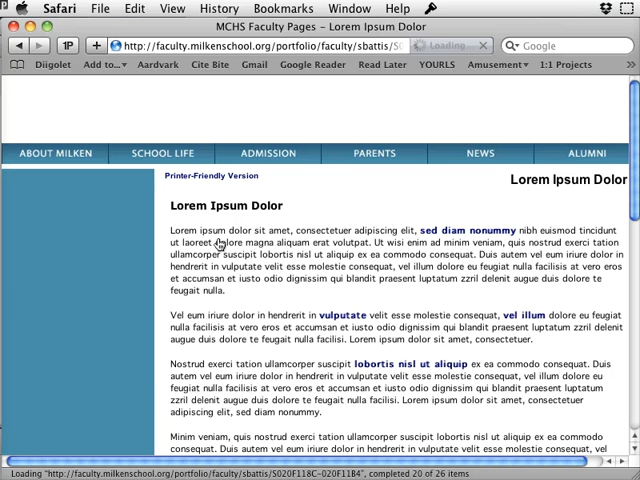 Safari File Edit View History Bookmarks Window Help
MCHS Faculty Pages – Lorem Ipsum Dolor
1P + http://faculty.milkenschool.org/portfolio/faculty/sbattis/S0 Loading Google
Diigolet Add to... Aardvark Cite Bite Gmail Google Reader Read Later YOURLS Amusement 1:1 Projects
ABOUT MILKEN SCHOOL LIFE ADMISSION PARENTS NEWS ALUMNI
Printer-Friendly Version
Lorem Ipsum Dolor
Lorem Ipsum Dolor
Lorem ipsum dolor sit amet, consectetuer adipiscing elit, sed diam nonummy nibh euismod tincidunt
ut laoreet dolore magna aliquam erat volutpat. Ut wisi enim ad minim veniam, quis nostrud exerci tation
ullamcorper suscipit lobortis nisl ut aliquip ex ea commodo consequat. Duis autem vel eum iriure dolor in
hendrerit in vulputate velit esse molestie consequat, vel illum dolore eu feugiat nulla facilisis at vero eros
et accumsan et iusto odio dignissim qui blandit praesent luptatum zzril delenit augue duis dolore te
feugait nulla.
Vel eum iriure dolor in hendrerit in vulputate velit esse molestie consequat, vel illum dolore eu feugiat
nulla facilisis at vero eros et accumsan et iusto odio dignissim qui blandit praesent luptatum zzril delenit
augue duis dolore te feugait nulla facilisi. Lorem ipsum dolor sit amet, consectetuer.
Nostrud exerci tation ullamcorper suscipit lobortis nisl ut aliquip ex ea commodo consequat. Duis
autem vel eum iriure dolor in hendrerit in vulputate velit esse molestie consequat, vel illum dolore eu
feugiat nulla facilisis at vero eros et accumsan et iusto odio dignissim qui blandit praesent luptatum
zzril delenit augue duis dolore te feugait nulla facilisi. Lorem ipsum dolor sit amet, consectetuer
adipiscing elit, sed diam nonummy.
Minim veniam, quis nostrud exerci tation ullamcorper suscipit lobortis nisl ut aliquip ex ea
commodo consequat. Duis autem vel eum iriure dolor in hendrerit in vulputate velit esse molestie consequat, vel
Loading "http://faculty.milkenschool.org/portfolio/faculty/sbattis/S020F118C-020F11B4", completed 20 of 26 items